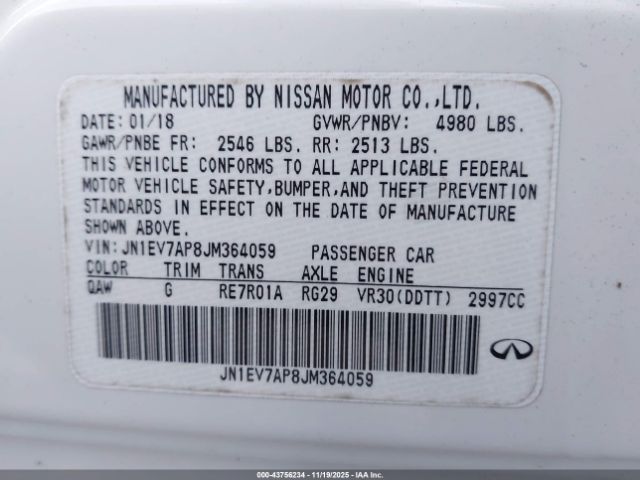 MANUFACTURED BY NISSAN MOTOR CO.,LTD.
DATE: 01/18 GVWR/PNBV: 4980 LBS.
GAWR/PNBE FR: 2546 LBS. RR: 2513 LBS.
THIS VEHICLE CONFORMS TO ALL APPLICABLE FEDERAL
MOTOR VEHICLE SAFETY,BUMPER,AND THEFT PREVENTION
STANDARDS IN EFFECT ON THE DATE OF MANUFACTURE
SHOWN ABOVE.
VIN: JN1EV7AP8JM364059 PASSENGER CAR
COLOR TRIM TRANS AXLE ENGINE
QAW G RE7R01A RG29 VR30(DDTT) 2997CC
JN1EV7AP8JM364059
000-43756234 - 11/19/2025 - IAAI.COM